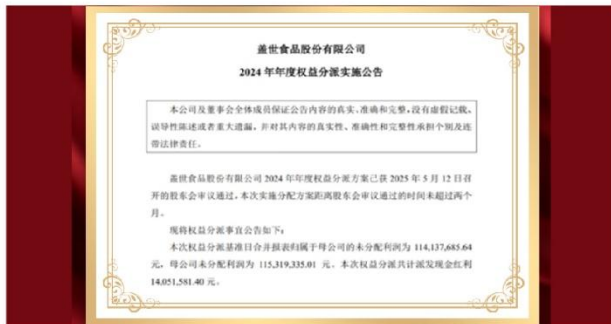 盖世食品股份有限公司
2024 年年度权益分派实施公告
本公司及董事会全体成员保证公告内容的真实、准确和完整，没有虚假记载、
误导性陈述或者重大遗漏，并对其内容的真实性、准确性和完整性承担个别及连
带法律责任。
盖世食品股份有限公司 2024 年年度权益分派方案已获 2025 年 5 月 12 日召
开的股东会审议通过，本次实施分配方案距离股东会审议通过的时间未超过两个
月。
现将权益分派事宜公告如下：
本次权益分派基准日合并报表归属于母公司的未分配利润为 114,137,685.64
元，母公司未分配利润为 115,319,335.01 元。本次权益分派共计派发现金红利
14,051,581.40 元。